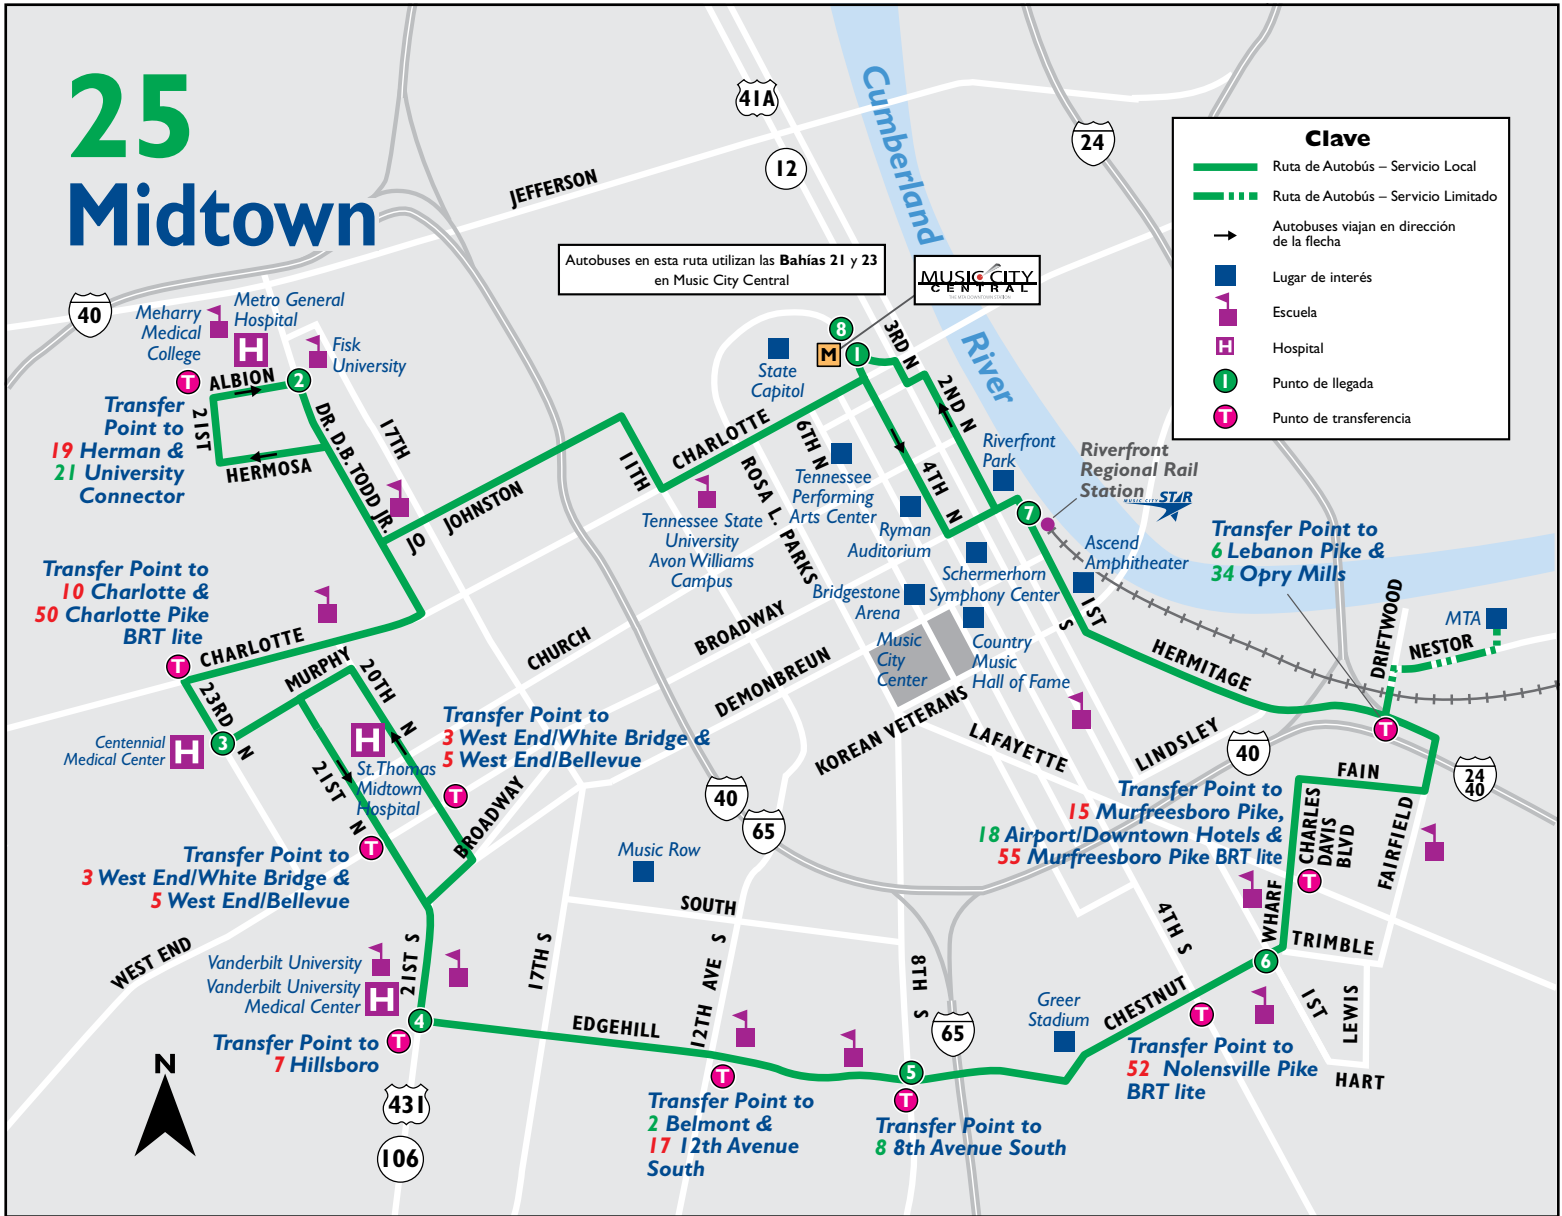 25
Midtown
41A
12
24
Cumberland
River
JEFFERSON
Clave
Ruta de Autobús – Servicio Local
Ruta de Autobús – Servicio Limitado
Autobuses viajan en dirección
de la flecha
Lugar de interés
Escuela
H Hospital
1 Punto de llegada
T Punto de transferencia
Autobuses en esta ruta utilizan las Bahías 21 y 23
en Music City Central
MUSIC CITY
CENTRAL
40
Meharry
Medical
College
Metro General
Hospital
H
Fisk
University
T
ALBION
2
21ST
HERMOSA
DR. D.B. TODD JR.
17TH
Transfer
Point to
19 Herman &
21 University
Connector
8
M
1
State
Capitol
3RD N
2ND N
CHARLOTTE
11TH
JO JOHNSTON
6TH N
4TH N
ROSA L. PARKS
Tennessee State
University
Avon Williams
Campus
Tennessee
Performing
Arts Center
Ryman
Auditorium
Riverfront
Park
Riverfront
Regional Rail
Station
MUSIC CITY STAR
7
Ascend
Amphitheater
Schermerhorn
Symphony Center
Bridgestone
Arena
Music
City
Center
Country
Music
Hall of Fame
1ST S
Transfer Point to
6 Lebanon Pike &
34 Opry Mills
DRIFTWOOD
NESTOR
MTA
HERMITAGE
T
Transfer Point to
10 Charlotte &
50 Charlotte Pike
BRT lite
T
CHARLOTTE
MURPHY
23RD N
20TH N
21ST N
CHURCH
BROADWAY
DEMONBREUN
KOREAN VETERANS
LAFAYETTE
LINDSLEY
40
24
40
FAIN
Centennial
Medical Center
H
3
H
St. Thomas
Midtown
Hospital
Transfer Point to
3 West End/White Bridge &
5 West End/Bellevue
T
BROADWAY
40
65
T
Transfer Point to
3 West End/White Bridge &
5 West End/Bellevue
Music Row
Transfer Point to
15 Murfreesboro Pike,
18 Airport/Downtown Hotels &
55 Murfreesboro Pike BRT lite
CHARLES
DAVIS
BLVD
FAIRFIELD
T
WHARF
TRIMBLE
6
WEST END
SOUTH
21ST S
17TH S
12TH AVE S
8TH S
4TH S
1ST
LEWIS
HART
Vanderbilt University
Vanderbilt University
Medical Center
H
4
T
Transfer Point to
7 Hillsboro
EDGEHILL
65
Greer
Stadium
CHESTNUT
T
Transfer Point to
52 Nolensville Pike
BRT lite
N
431
106
T
Transfer Point to
2 Belmont &
17 12th Avenue
South
5
T
Transfer Point to
8 8th Avenue South